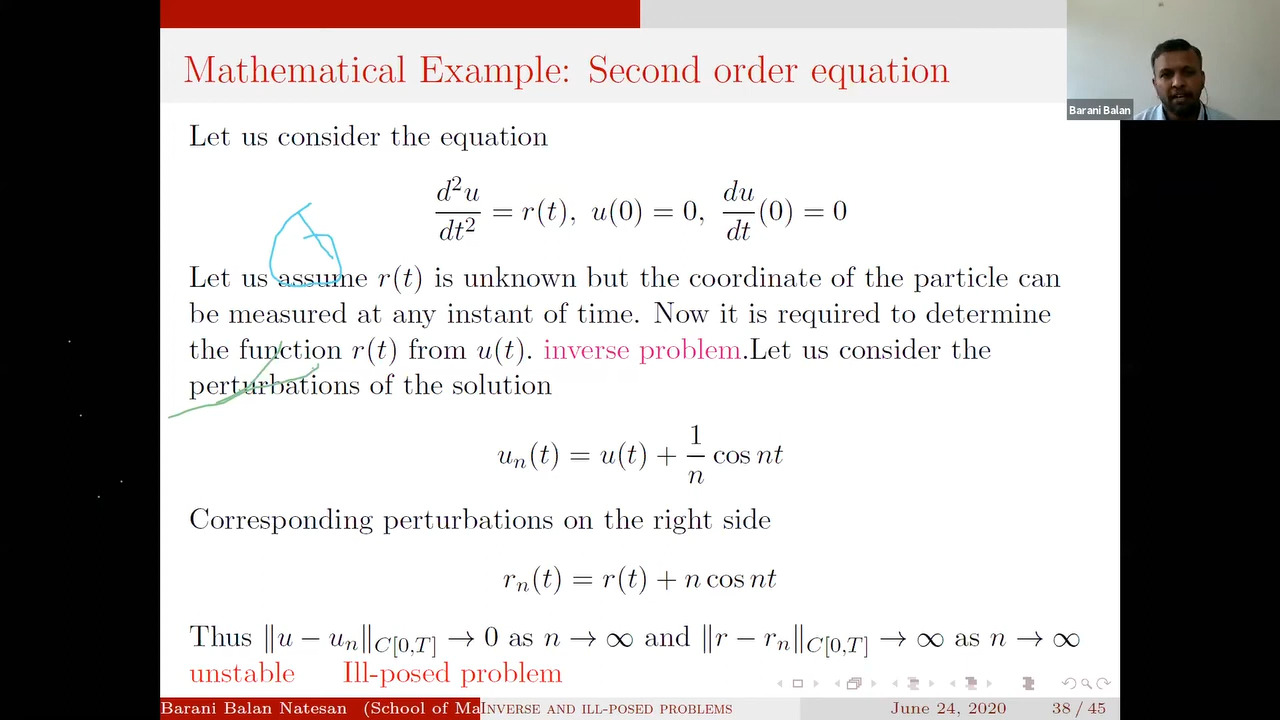 Mathematical Example: Second order equation
Barani Balan
Let us consider the equation
d²u/dt² = r(t), u(0) = 0, du/dt (0) = 0
Let us assume r(t) is unknown but the coordinate of the particle can
be measured at any instant of time. Now it is required to determine
the function r(t) from u(t). inverse problem.Let us consider the
perturbations of the solution
uₙ(t) = u(t) + 1/n cos nt
Corresponding perturbations on the right side
rₙ(t) = r(t) + n cos nt
Thus ‖u − uₙ‖_C[0,T] → 0 as n → ∞ and ‖r − rₙ‖_C[0,T] → ∞ as n → ∞
unstable Ill-posed problem
Barani Balan Natesan (School of Ma INVERSE AND ILL-POSED PROBLEMS June 24, 2020 38 / 45